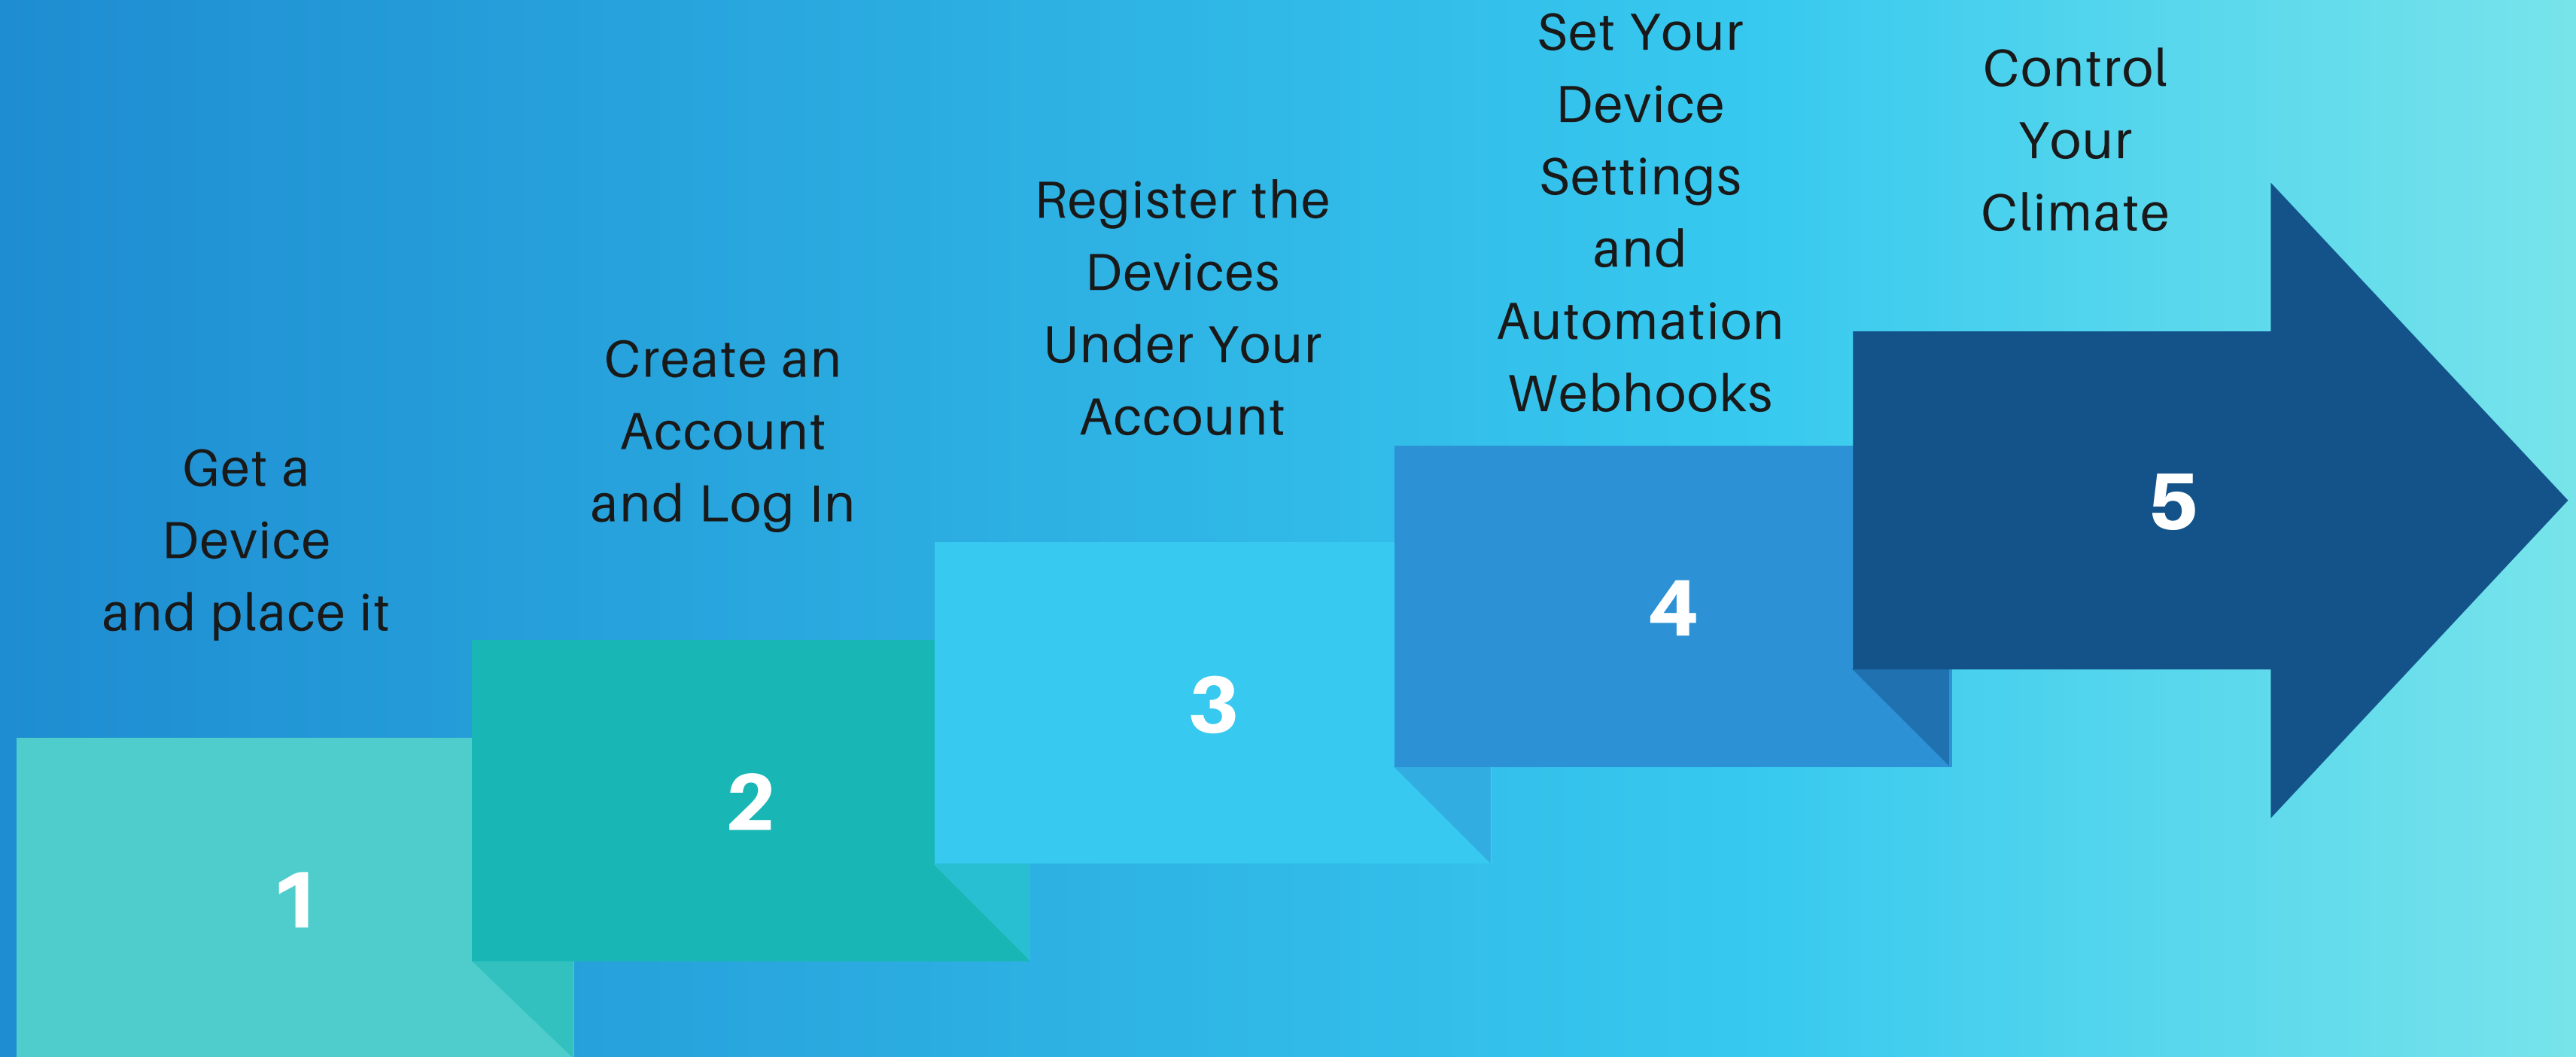 Get a
Device
and place it
1
Create an
Account
and Log In
2
Register the
Devices
Under Your
Account
3
Set Your
Device
Settings
and
Automation
Webhooks
4
Control
Your
Climate
5